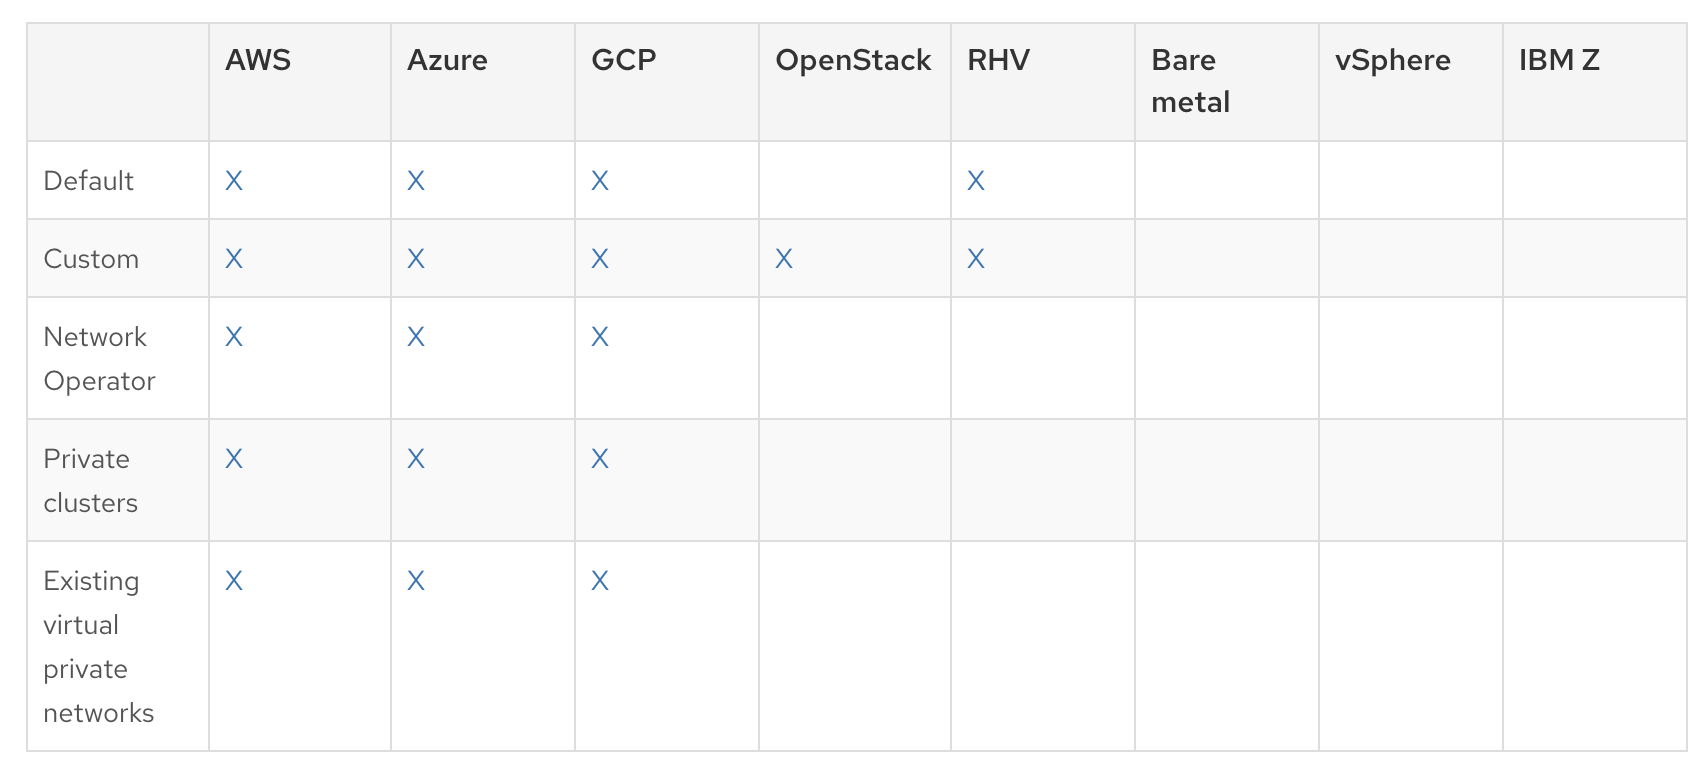 AWS Azure GCP OpenStack RHV Bare vSphere IBM Z
metal
Default X X X X
Custom X X X X X
Network X X X
Operator
Private X X X
clusters
Existing X X X
virtual
private
networks